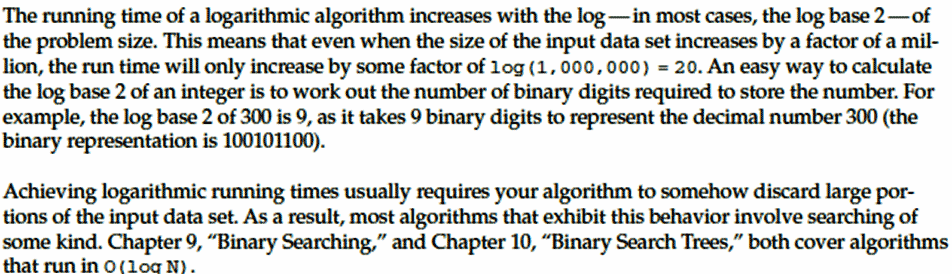 The running time of a logarithmic algorithm increases with the log—in most cases, the log base 2—of
the problem size. This means that even when the size of the input data set increases by a factor of a mil-
lion, the run time will only increase by some factor of log(1,000,000) = 20. An easy way to calculate
the log base 2 of an integer is to work out the number of binary digits required to store the number. For
example, the log base 2 of 300 is 9, as it takes 9 binary digits to represent the decimal number 300 (the
binary representation is 100101100).
Achieving logarithmic running times usually requires your algorithm to somehow discard large por-
tions of the input data set. As a result, most algorithms that exhibit this behavior involve searching of
some kind. Chapter 9, “Binary Searching,” and Chapter 10, “Binary Search Trees,” both cover algorithms
that run in O(log N).